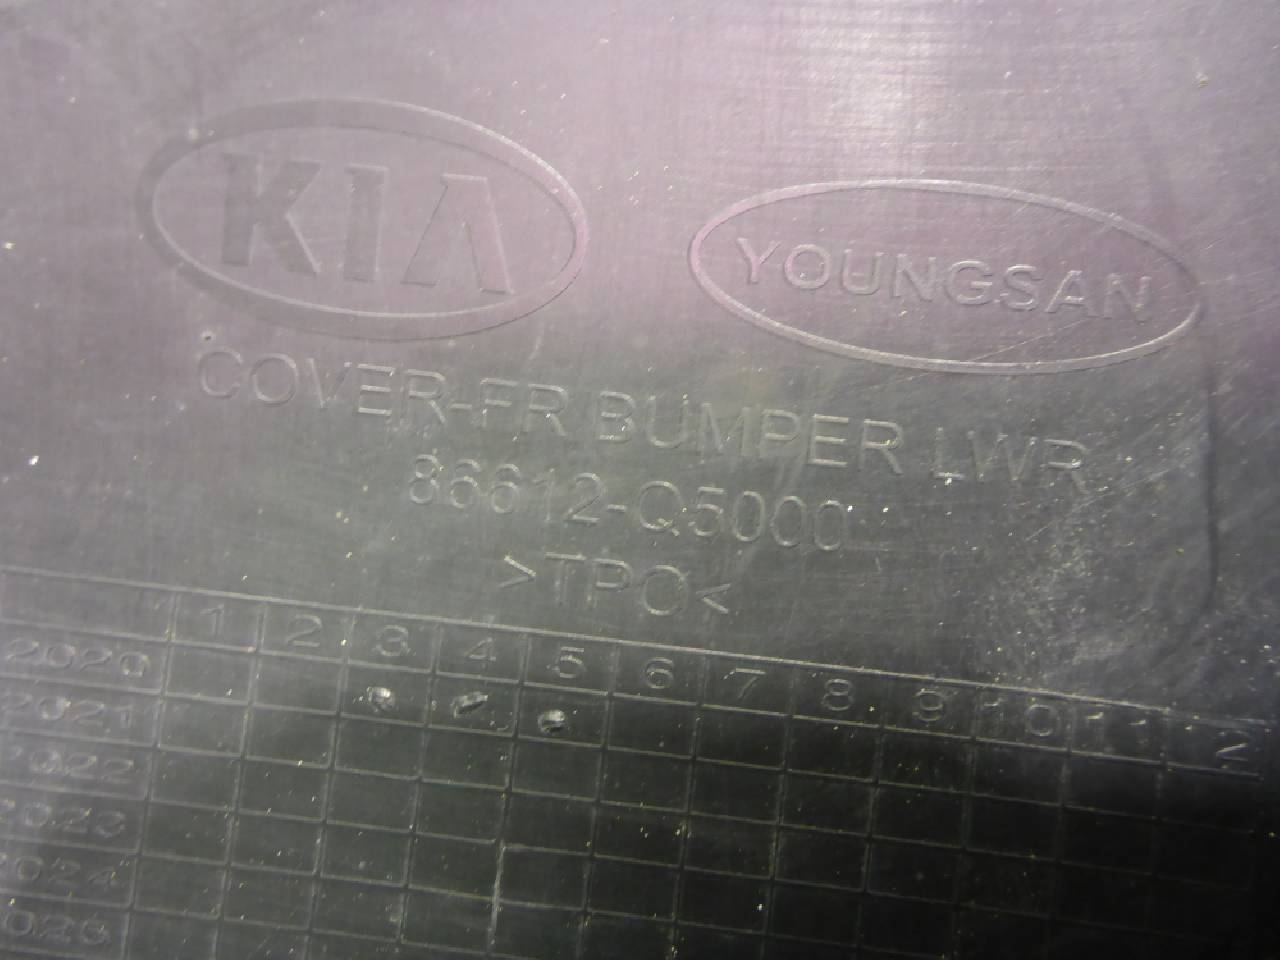 KIA
YOUNGSAN
COVER-FR BUMPER LWR
86612-Q5000
>TPO<
1 2 3 4 5 6 7 8 9 10 11 12
2020
2021
2022
2023
2024
2025